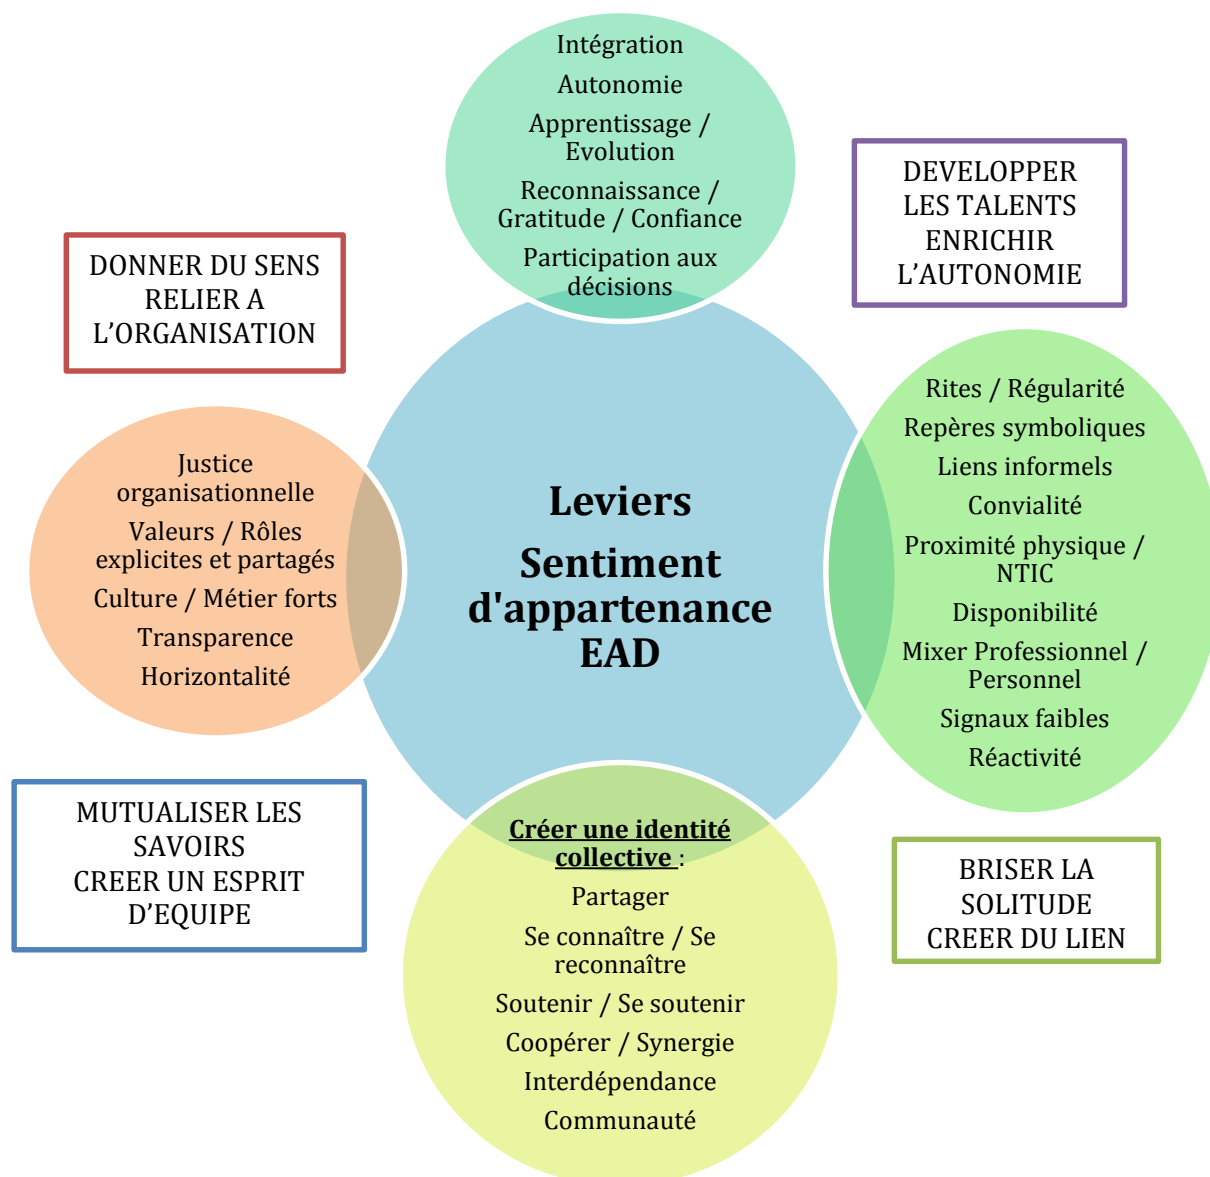 Intégration
Autonomie
Apprentissage /
Evolution
Reconnaissance /
Gratitude / Confiance
Participation aux
décisions
DEVELOPPER
LES TALENTS
ENRICHIR
L’AUTONOMIE
DONNER DU SENS
RELIER A
L’ORGANISATION
Justice
organisationnelle
Valeurs / Rôles
explicites et partagés
Culture / Métier forts
Transparence
Horizontalité
Leviers
Sentiment
d'appartenance
EAD
Rites / Régularité
Repères symboliques
Liens informels
Convialité
Proximité physique /
NTIC
Disponibilité
Mixer Professionnel /
Personnel
Signaux faibles
Réactivité
MUTUALISER LES
SAVOIRS
CREER UN ESPRIT
D’EQUIPE
Créer une identité
collective :
Partager
Se connaître / Se
reconnaître
Soutenir / Se soutenir
Coopérer / Synergie
Interdépendance
Communauté
BRISER LA
SOLITUDE
CREER DU LIEN